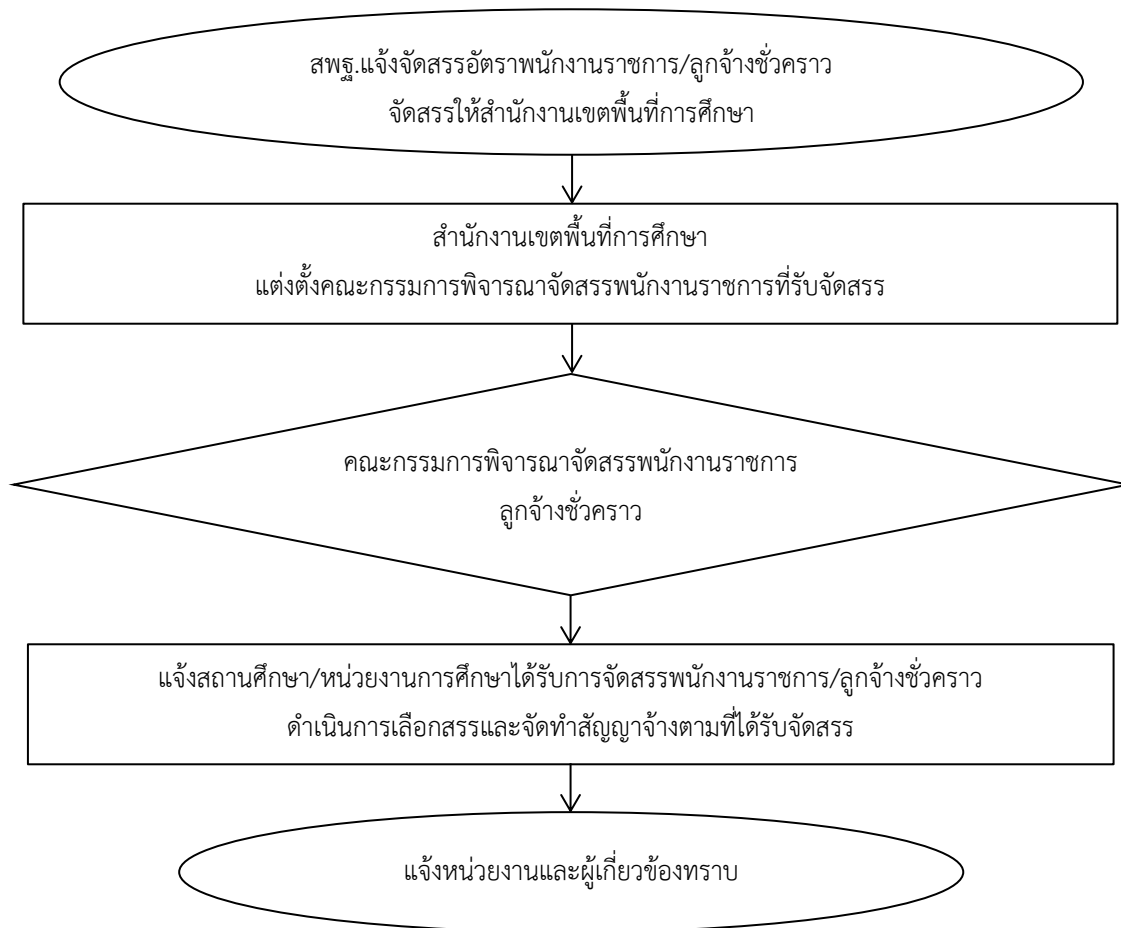 สพฐ.แจ้งจัดสรรอัตราพนักงานราชการ/ลูกจ้างชั่วคราว
จัดสรรให้สำนักงานเขตพื้นที่การศึกษา
สำนักงานเขตพื้นที่การศึกษา
แต่งตั้งคณะกรรมการพิจารณาจัดสรรพนักงานราชการที่รับจัดสรร
คณะกรรมการพิจารณาจัดสรรพนักงานราชการ
ลูกจ้างชั่วคราว
แจ้งสถานศึกษา/หน่วยงานการศึกษาได้รับการจัดสรรพนักงานราชการ/ลูกจ้างชั่วคราว
ดำเนินการเลือกสรรและจัดทำสัญญาจ้างตามที่ได้รับจัดสรร
แจ้งหน่วยงานและผู้เกี่ยวข้องทราบ